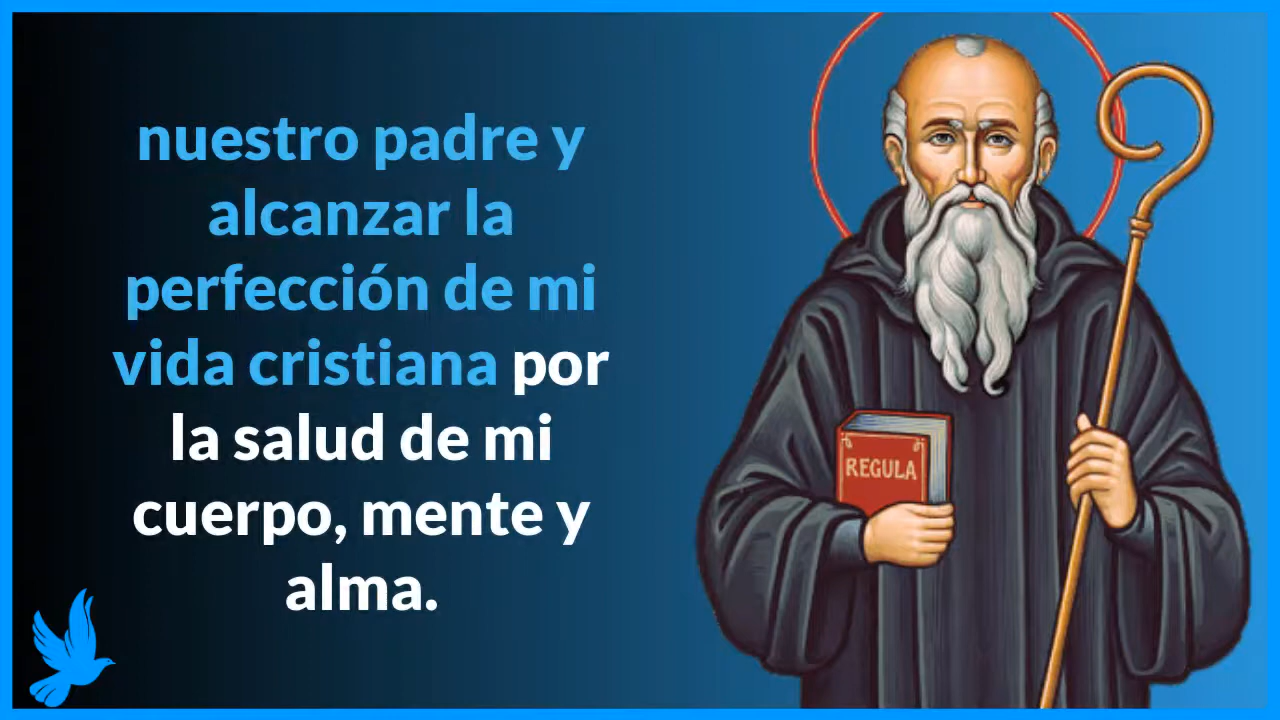 nuestro padre y
alcanzar la
perfección de mi
vida cristiana por
la salud de mi
cuerpo, mente y
alma.
REGULA